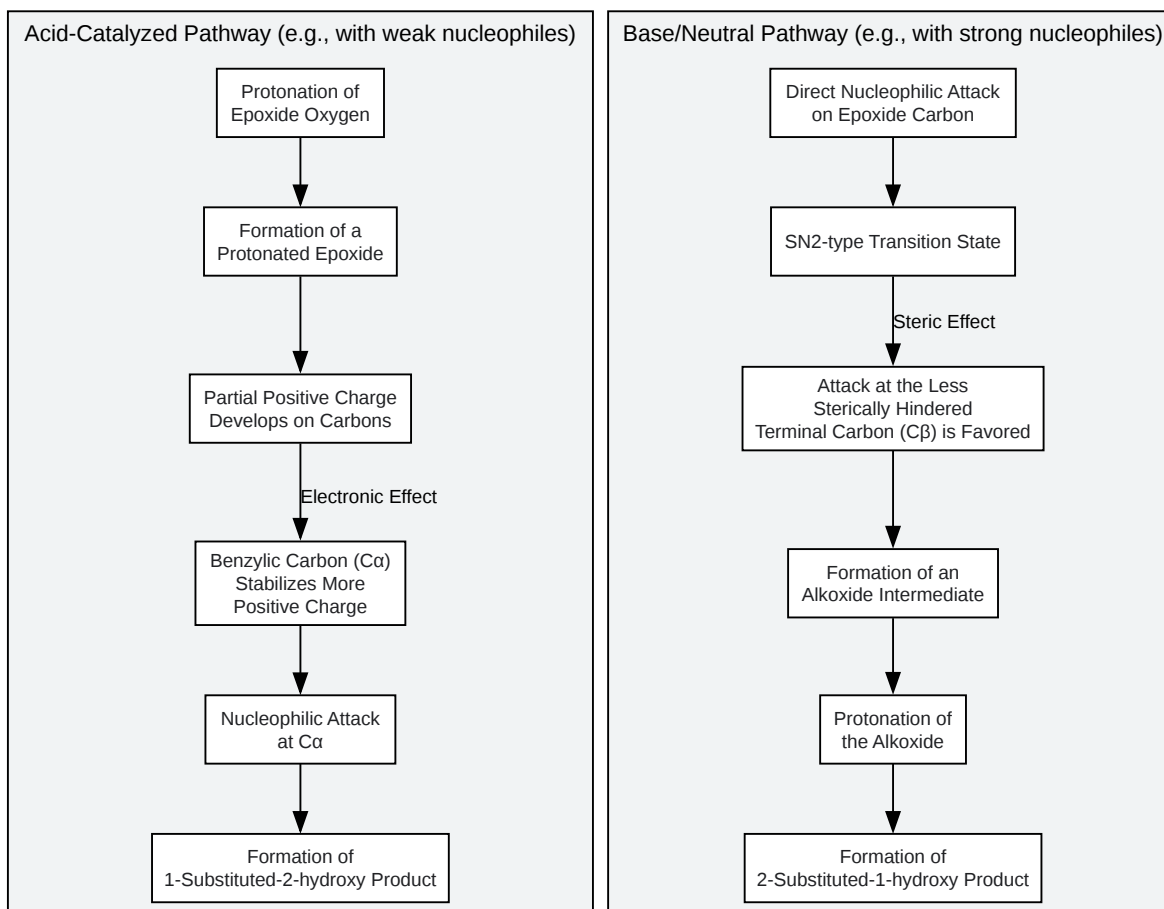 Acid-Catalyzed Pathway (e.g., with weak nucleophiles)
Protonation of
Epoxide Oxygen
Formation of a
Protonated Epoxide
Partial Positive Charge
Develops on Carbons
Electronic Effect
Benzylic Carbon (Cα)
Stabilizes More
Positive Charge
Nucleophilic Attack
at Cα
Formation of
1-Substituted-2-hydroxy Product
Base/Neutral Pathway (e.g., with strong nucleophiles)
Direct Nucleophilic Attack
on Epoxide Carbon
SN2-type Transition State
Steric Effect
Attack at the Less
Sterically Hindered
Terminal Carbon (Cβ) is Favored
Formation of an
Alkoxide Intermediate
Protonation of
the Alkoxide
Formation of
2-Substituted-1-hydroxy Product